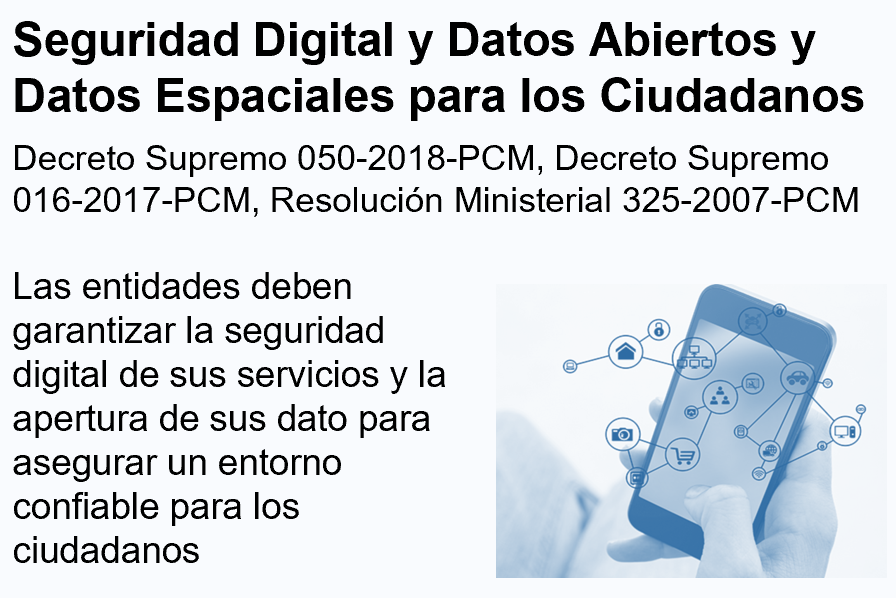 Seguridad Digital y Datos Abiertos y
Datos Espaciales para los Ciudadanos
Decreto Supremo 050-2018-PCM, Decreto Supremo
016-2017-PCM, Resolución Ministerial 325-2007-PCM
Las entidades deben
garantizar la seguridad
digital de sus servicios y la
apertura de sus dato para
asegurar un entorno
confiable para los
ciudadanos